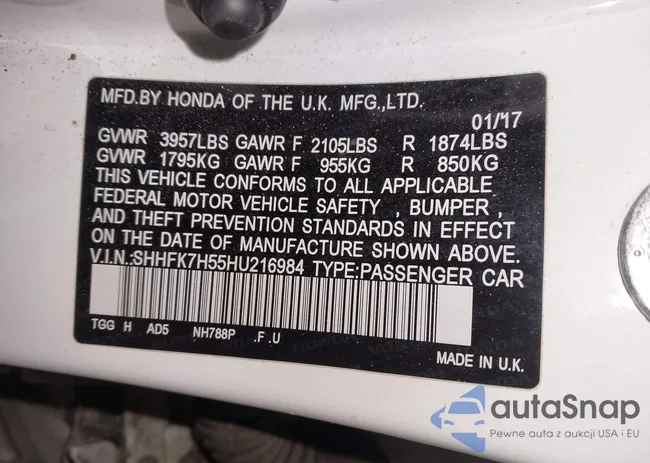 MFD.BY HONDA OF THE U.K. MFG.,LTD.
01/17
GVWR 3957LBS GAWR F 2105LBS R 1874LBS
GVWR 1795KG GAWR F 955KG R 850KG
THIS VEHICLE CONFORMS TO ALL APPLICABLE
FEDERAL MOTOR VEHICLE SAFETY , BUMPER ,
AND THEFT PREVENTION STANDARDS IN EFFECT
ON THE DATE OF MANUFACTURE SHOWN ABOVE.
V.I.N.:SHHFK7H55HU216984 TYPE:PASSENGER CAR
TGG H AD5 NH788P .F .U
MADE IN U.K.
autaSnap
Pewne auta z aukcji USA i EU